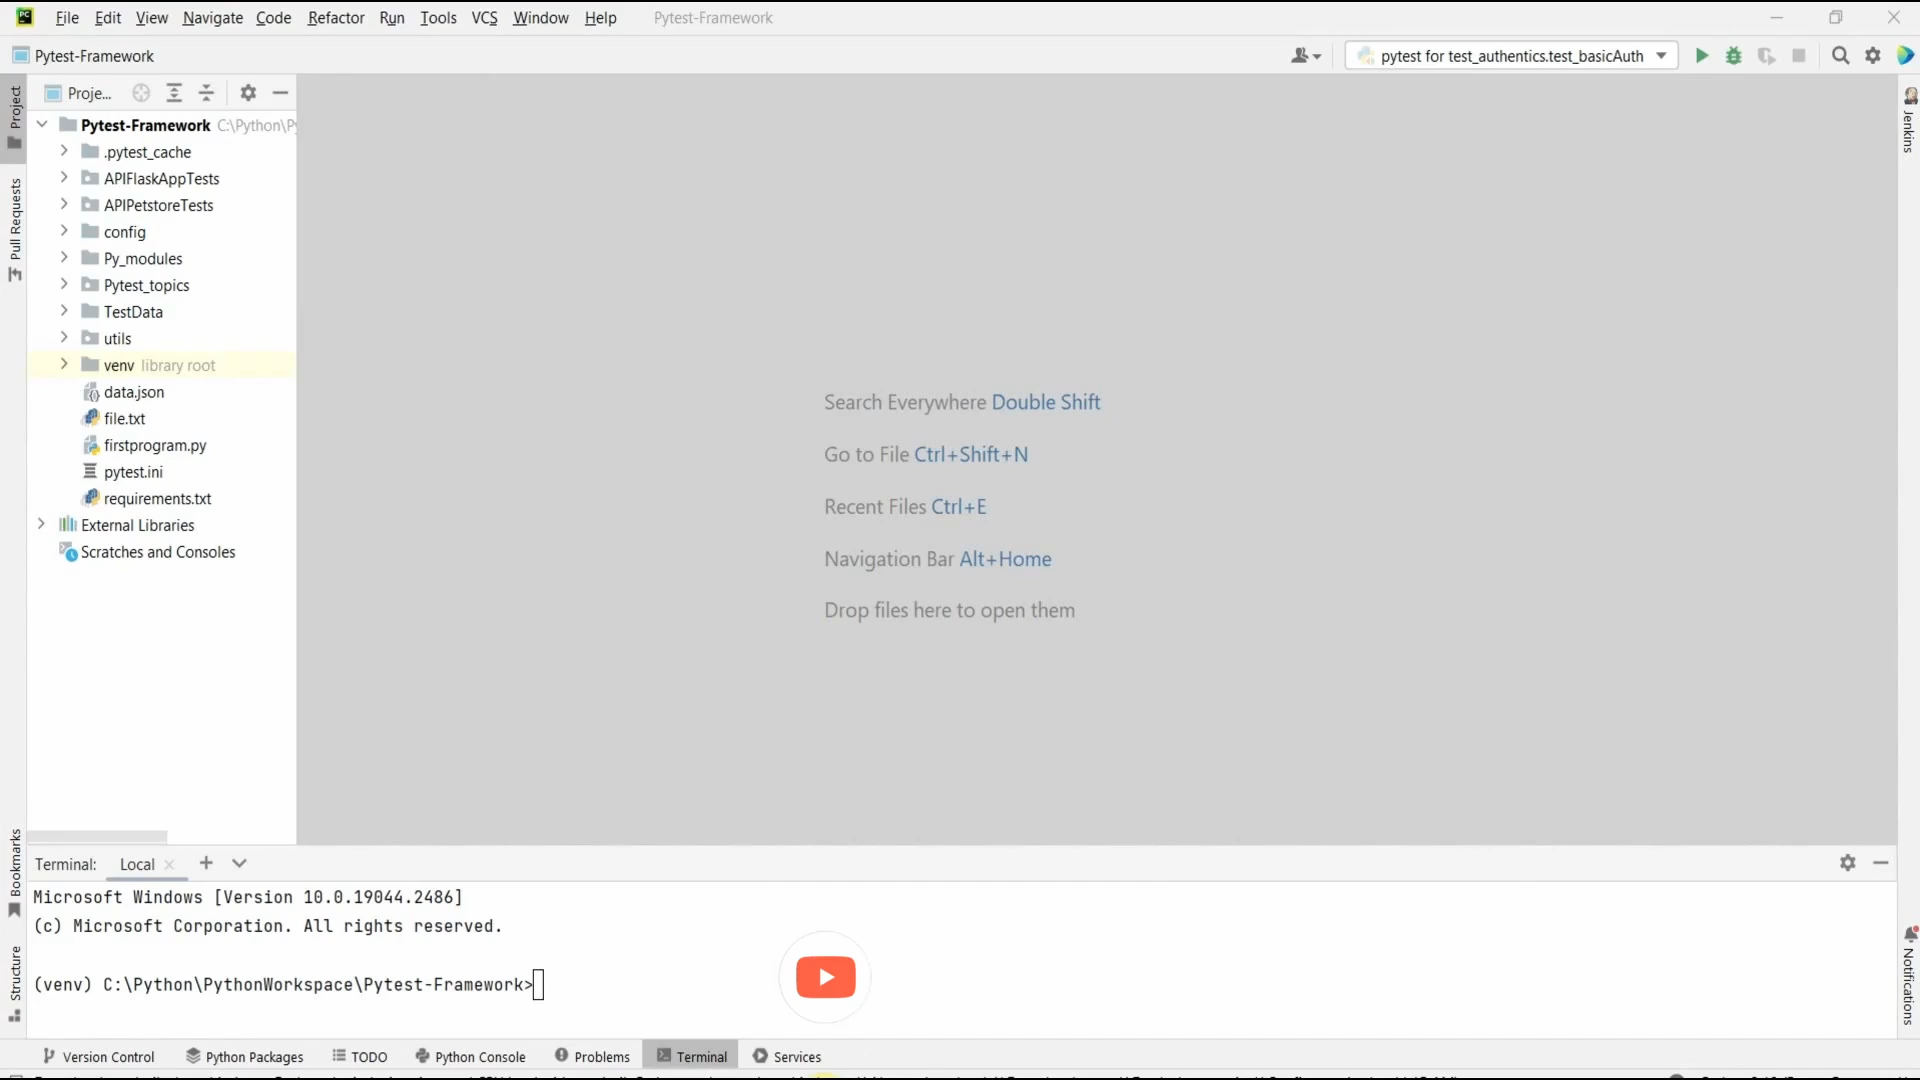 File Edit View Navigate Code Refactor Run Tools VCS Window Help Pytest-Framework
Pytest-Framework
pytest for test_authentics.test_basicAuth
Project
Pull Requests
Bookmarks
Structure
Proje...
Pytest-Framework C:\Python\P
.pytest_cache
APIFlaskAppTests
APIPetstoreTests
config
Py_modules
Pytest_topics
TestData
utils
venv library root
data.json
file.txt
firstprogram.py
pytest.ini
requirements.txt
External Libraries
Scratches and Consoles
Search Everywhere Double Shift
Go to File Ctrl+Shift+N
Recent Files Ctrl+E
Navigation Bar Alt+Home
Drop files here to open them
Jenkins
Notifications
Terminal: Local
Microsoft Windows [Version 10.0.19044.2486]
(c) Microsoft Corporation. All rights reserved.
(venv) C:\Python\PythonWorkspace\Pytest-Framework>
Version Control Python Packages TODO Python Console Problems Terminal Services